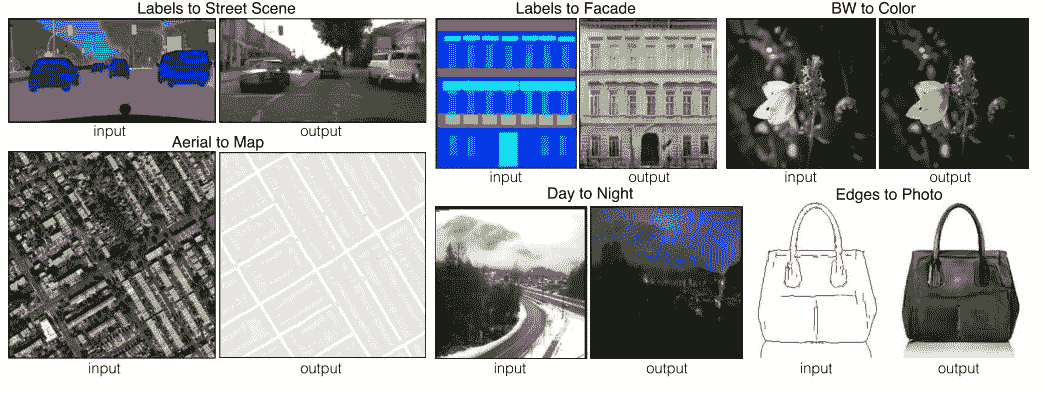 Labels to Street Scene
input
output
Aerial to Map
input
output
Labels to Facade
input
output
BW to Color
input
output
Day to Night
input
output
Edges to Photo
input
output